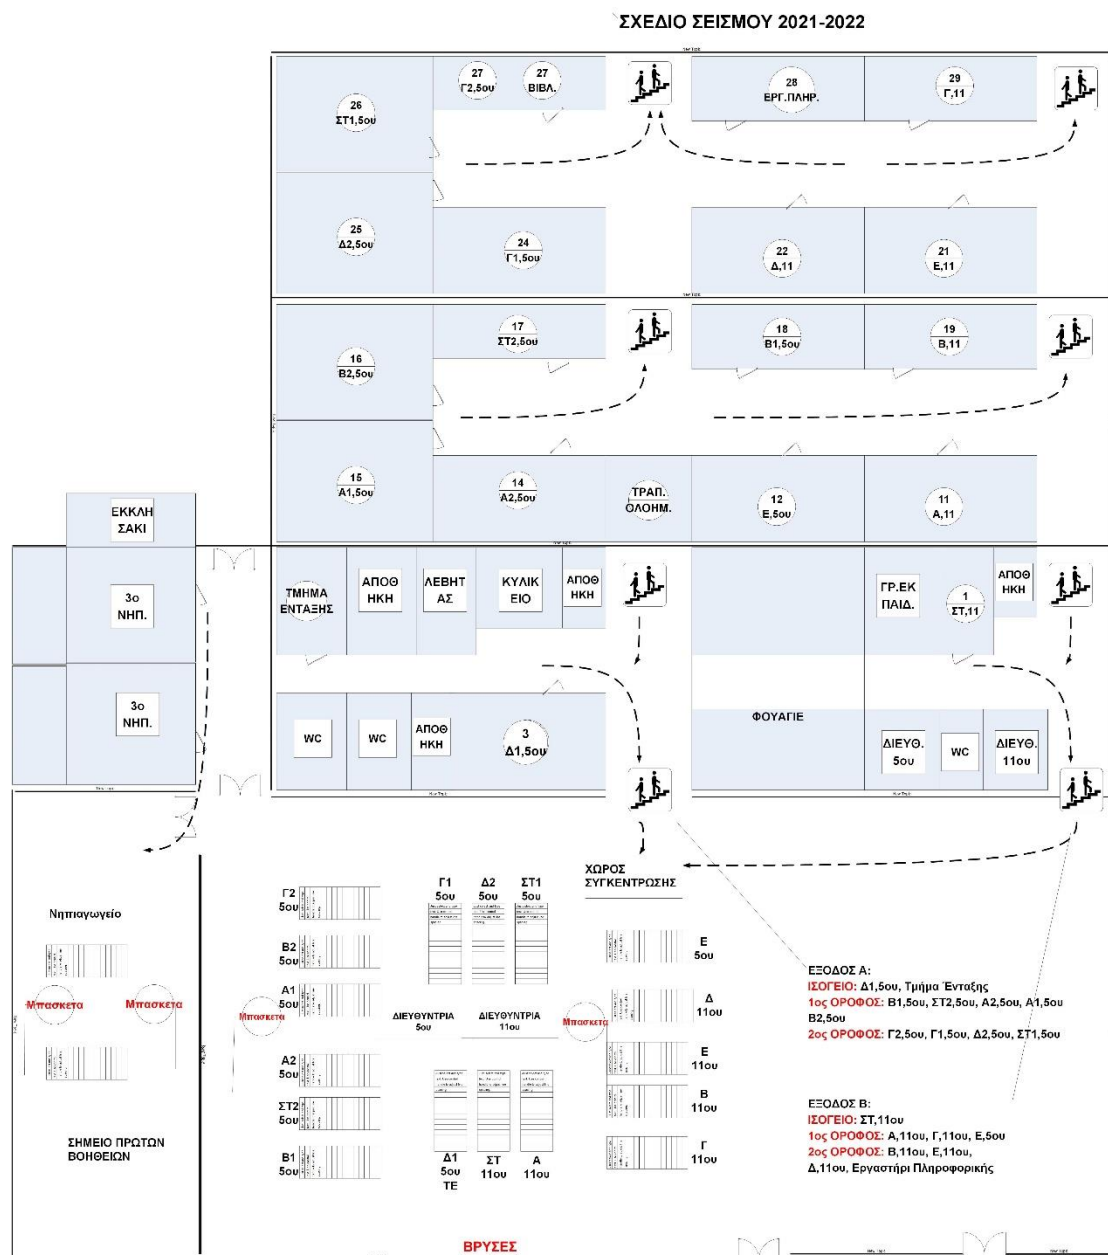 ΣΧΕΔΙΟ ΣΕΙΣΜΟΥ 2021-2022
26
ΣΤ1,5ου
27
Γ2,5ου
27
ΒΙΒΛ.
28
ΕΡΓ.ΠΛΗΡ.
29
Γ,11
25
Δ2,5ου
24
Γ1,5ου
22
Δ,11
21
Ε,11
16
Β2,5ου
17
ΣΤ2,5ου
18
Β1,5ου
19
Β,11
15
Α1,5ου
14
Α2,5ου
ΤΡΑΠ.
ΟΛΟΗΜ.
12
Ε,5ου
11
Α,11
ΕΚΚΛΗ
ΣΑΚΙ
3ο
ΝΗΠ.
3ο
ΝΗΠ.
ΤΜΗΜΑ
ΕΝΤΑΞΗΣ
ΑΠΟΘ
ΗΚΗ
ΛΕΒΗΤ
ΑΣ
ΚΥΛΙΚ
ΕΙΟ
ΑΠΟΘ
ΗΚΗ
ΓΡ.ΕΚ
ΠΑΙΔ.
1
ΣΤ,11
ΑΠΟΘ
ΗΚΗ
WC
WC
ΑΠΟΘ
ΗΚΗ
3
Δ1,5ου
ΦΟΥΑΓΙΕ
ΔΙΕΥΘ.
5ου
WC
ΔΙΕΥΘ.
11ου
Νηπιαγωγείο
Μπασκετα
Μπασκετα
ΣΗΜΕΙΟ ΠΡΩΤΩΝ
ΒΟΗΘΕΙΩΝ
Γ2
5ου
Β2
5ου
Α1
5ου
Μπασκετα
Α2
5ου
ΣΤ2
5ου
Β1
5ου
Γ1
5ου
Δ2
5ου
ΣΤ1
5ου
ΔΙΕΥΘΥΝΤΡΙΑ
5ου
ΔΙΕΥΘΥΝΤΡΙΑ
11ου
Μπασκετα
Δ1
5ου
ΤΕ
ΣΤ
11ου
Α
11ου
ΧΩΡΟΣ
ΣΥΓΚΕΝΤΡΩΣΗΣ
Ε
5ου
Δ
11ου
Ε
11ου
Β
11ου
Γ
11ου
ΕΞΟΔΟΣ Α:
ΙΣΟΓΕΙΟ: Δ1,5ου, Τμήμα Ένταξης
1ος ΟΡΟΦΟΣ: Β1,5ου, ΣΤ2,5ου, Α2,5ου, Α1,5ου
Β2,5ου
2ος ΟΡΟΦΟΣ: Γ2,5ου, Γ1,5ου, Δ2,5ου, ΣΤ1,5ου
ΕΞΟΔΟΣ Β:
ΙΣΟΓΕΙΟ: ΣΤ,11ου
1ος ΟΡΟΦΟΣ: Α,11ου, Γ,11ου, Ε,5ου
2ος ΟΡΟΦΟΣ: Β,11ου, Ε,11ου,
Δ,11ου, Εργαστήρι Πληροφορικής
ΒΡΥΣΕΣ